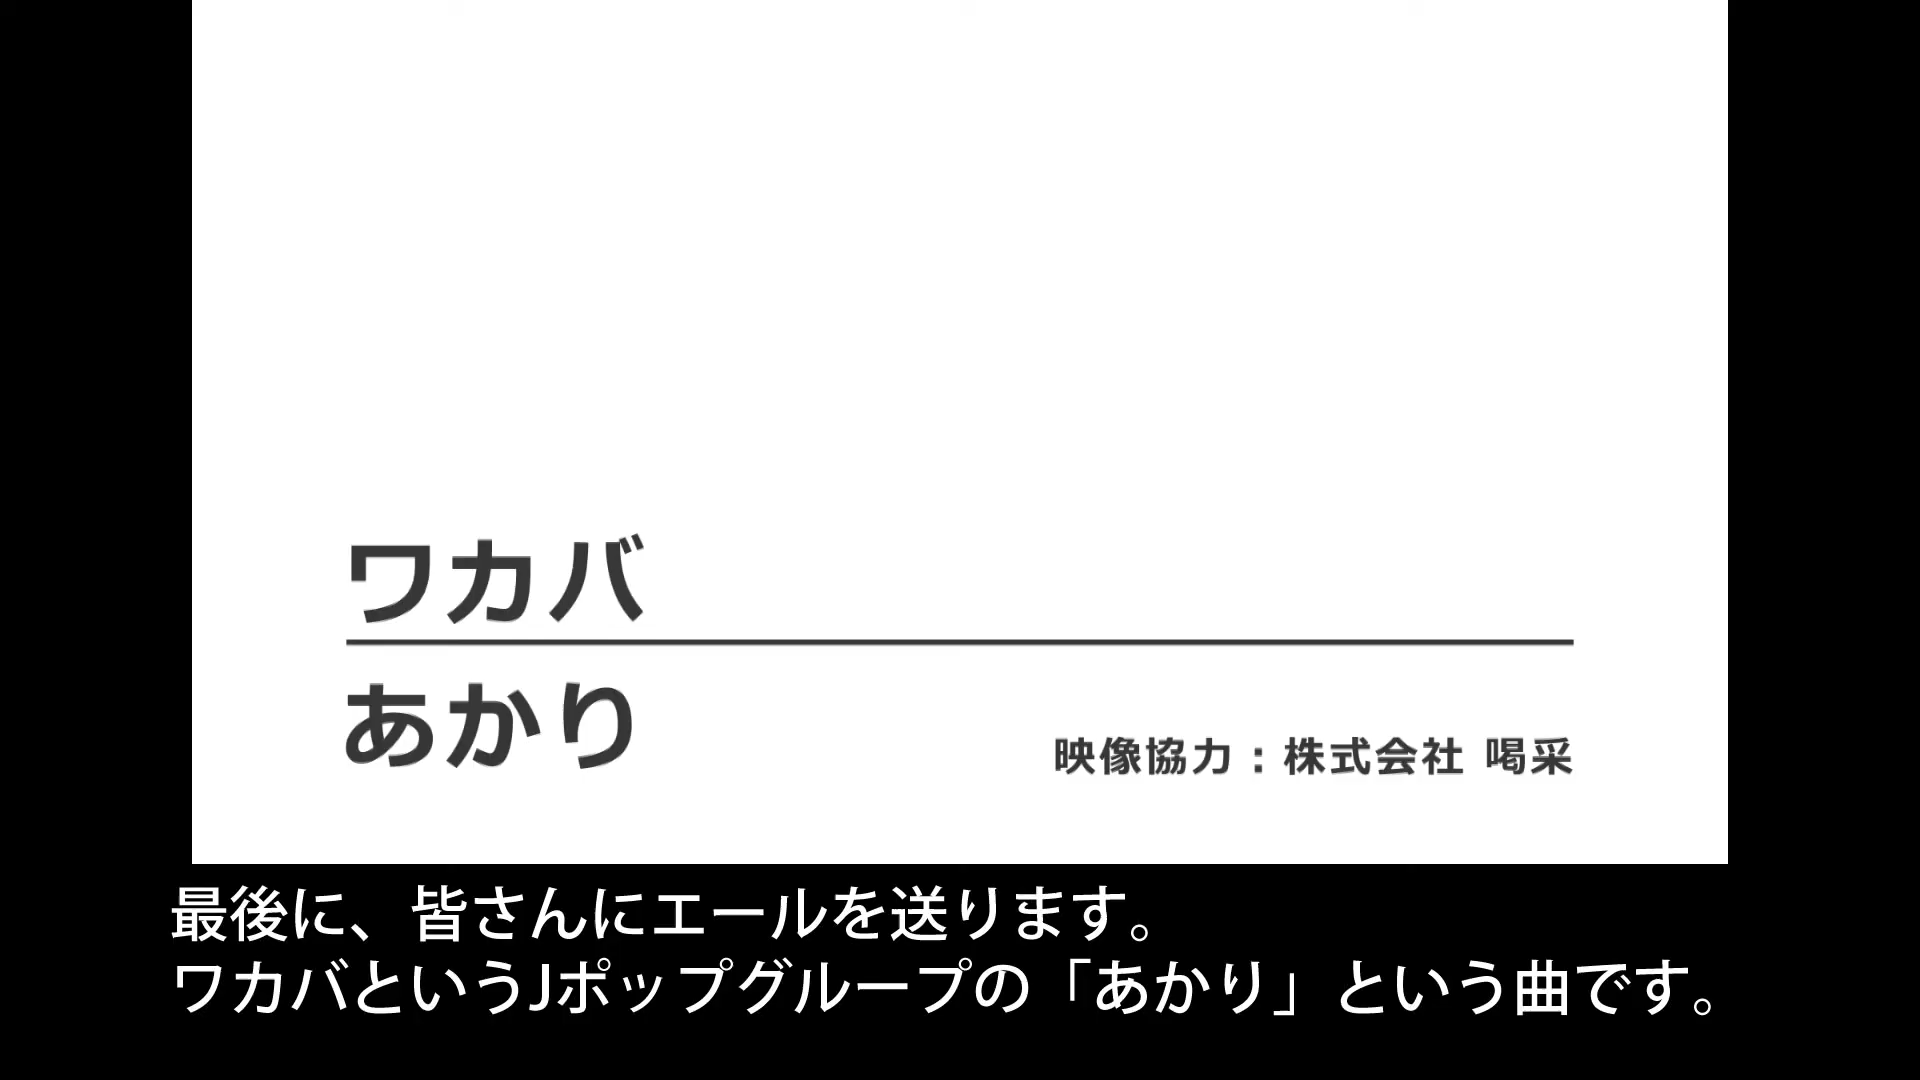 ワカバ
あかり
映像協力：株式会社 喝采
最後に、皆さんにエールを送ります。
ワカバというJポップグループの「あかり」という曲です。